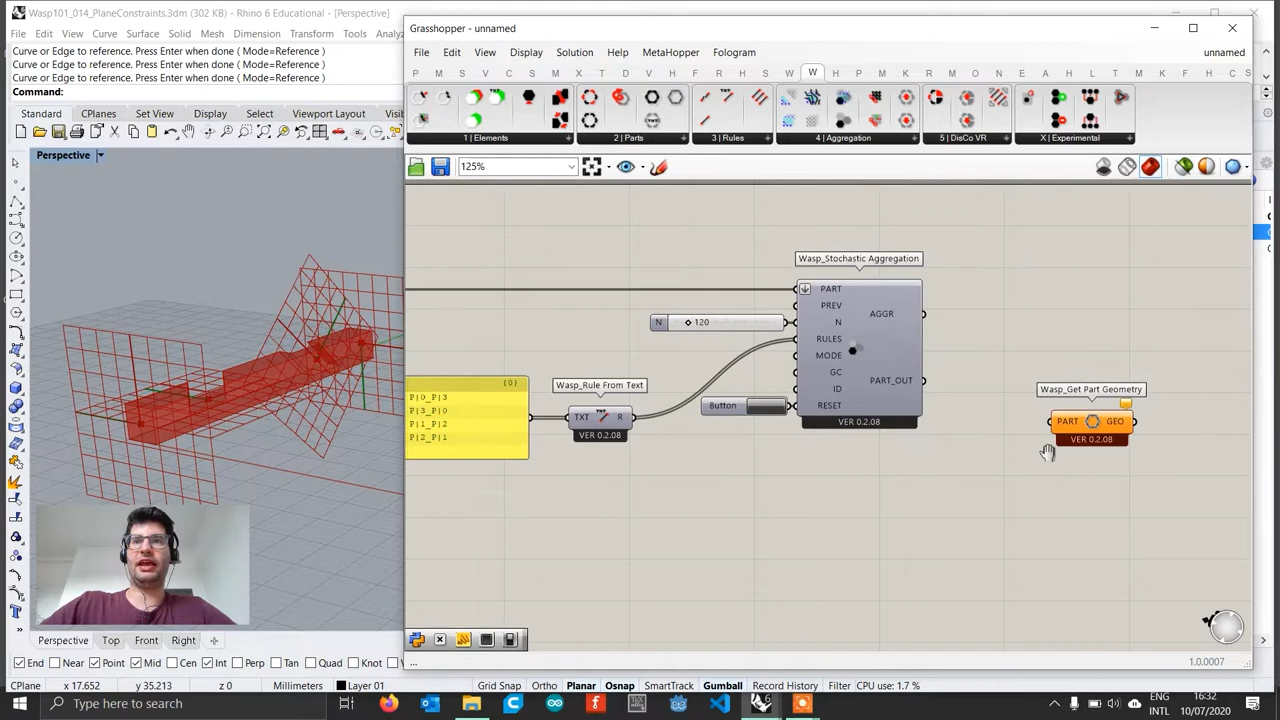 Wasp101_014_PlaneConstraints.3dm (302 KB) - Rhino 6 Educational - [Perspective]
File Edit View Curve Surface Solid Mesh Dimension Transform Tools Analy
Curve or Edge to reference. Press Enter when done ( Mode=Reference )
Curve or Edge to reference. Press Enter when done ( Mode=Reference )
Curve or Edge to reference. Press Enter when done ( Mode=Reference )
Command:
Standard CPlanes Set View Display Select Viewport Layout
Perspective
Grasshopper - unnamed
File Edit View Display Solution Help MetaHopper Fologram unnamed
P M S V C S M I X T A D V N F R H S W W H P M K R M O N E A H L T M H K F C S
1 | Elements 2 | Parts 3 | Rules 4 | Aggregation 5 | DisCo VR X | Experimental
125%
Wasp_Stochastic Aggregation
PART
PREV
N
RULES
MODE
GC
ID
RESET
AGGR
PART_OUT
VER 0.2.08
N 120
Wasp_Rule From Text
TXT R
VER 0.2.08
Button
{0}
P|0_P|3
P|3_P|0
P|1_P|2
P|2_P|1
Wasp_Get Part Geometry
PART GEO
VER 0.2.08
...
1.0.0007
Perspective Top Front Right
End Near Point Mid Cen Int Perp Tan Quad Knot
CPlane x 17.652 y 35.213 z 0 Millimeters Layer 01 Grid Snap Ortho Planar Osnap SmartTrack Gumball Record History Filter CPU use: 1.7 %
Type here to search
ENG
INTL
16:32
10/07/2020